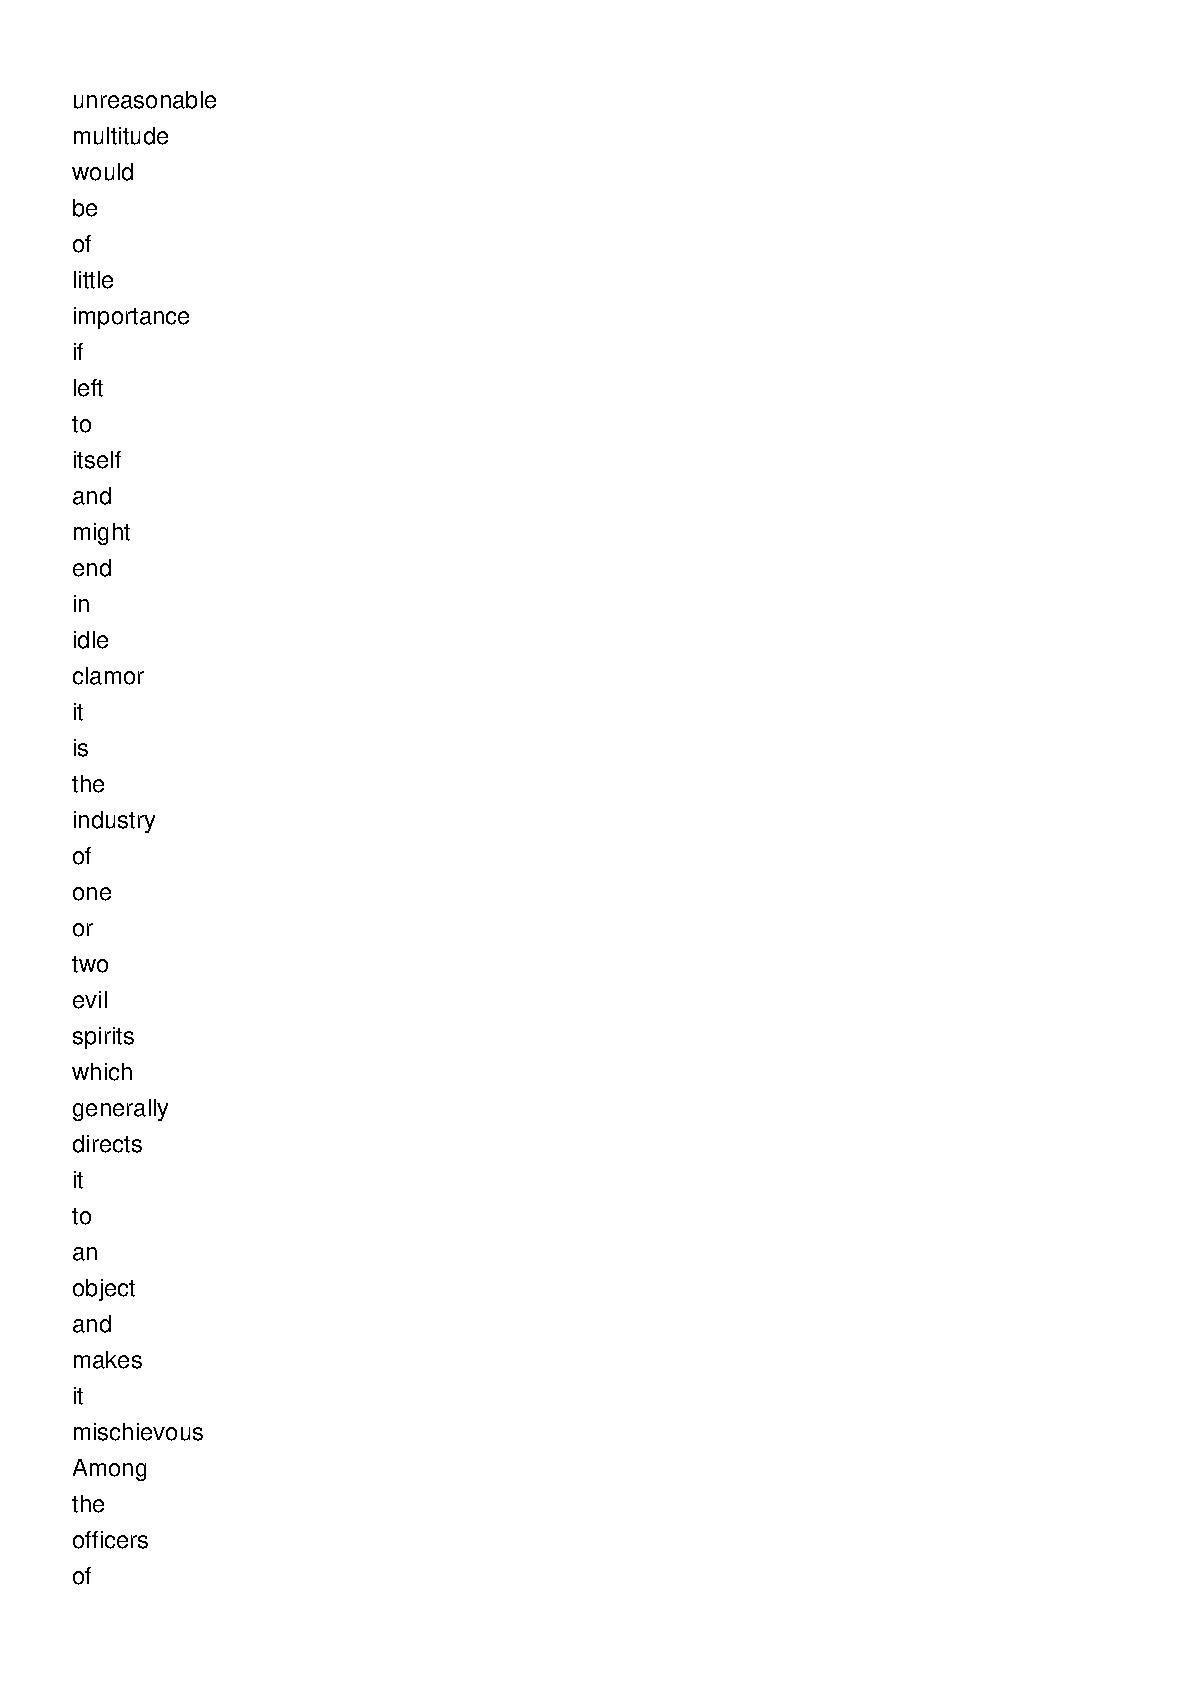 unreasonable
multitude
would
be
of
little
importance
if
left
to
itself
and
might
end
in
idle
clamor
it
is
the
industry
of
one
or
two
evil
spirits
which
generally
directs
it
to
an
object
and
makes
it
mischievous
Among
the
officers
of